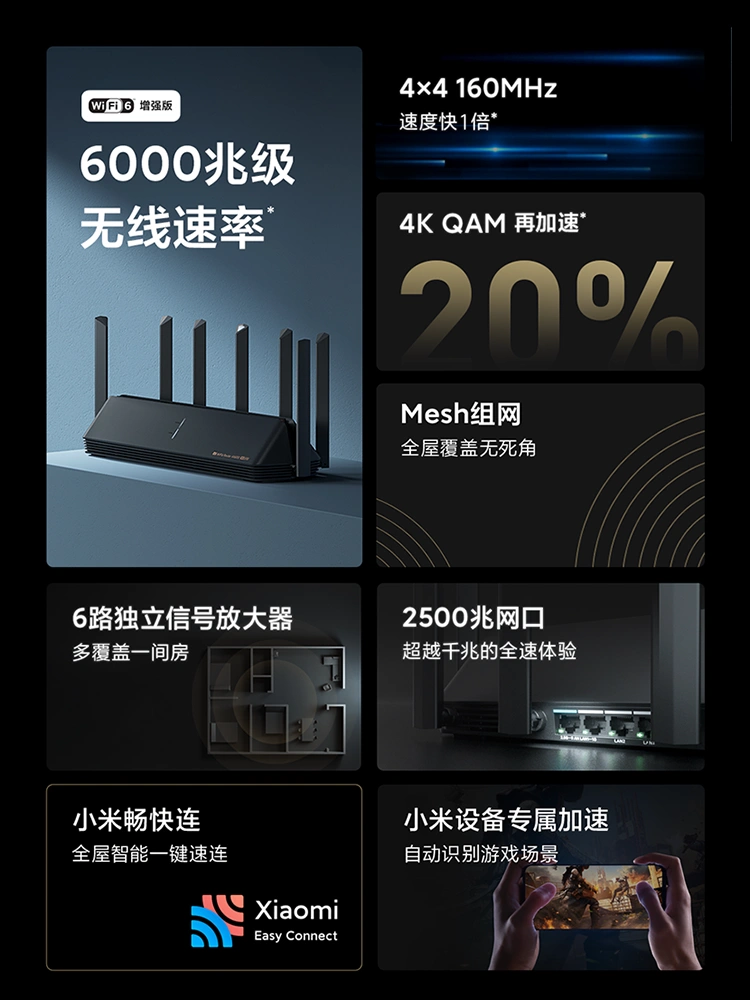 WiFi 6 增强版
6000兆级
无线速率*
4×4 160MHz
速度快1倍*
4K QAM 再加速*
20%
Mesh组网
全屋覆盖无死角
6路独立信号放大器
多覆盖一间房
2500兆网口
超越千兆的全速体验
LAN2
小米畅快连
全屋智能一键速连
Xiaomi
Easy Connect
小米设备专属加速
自动识别游戏场景